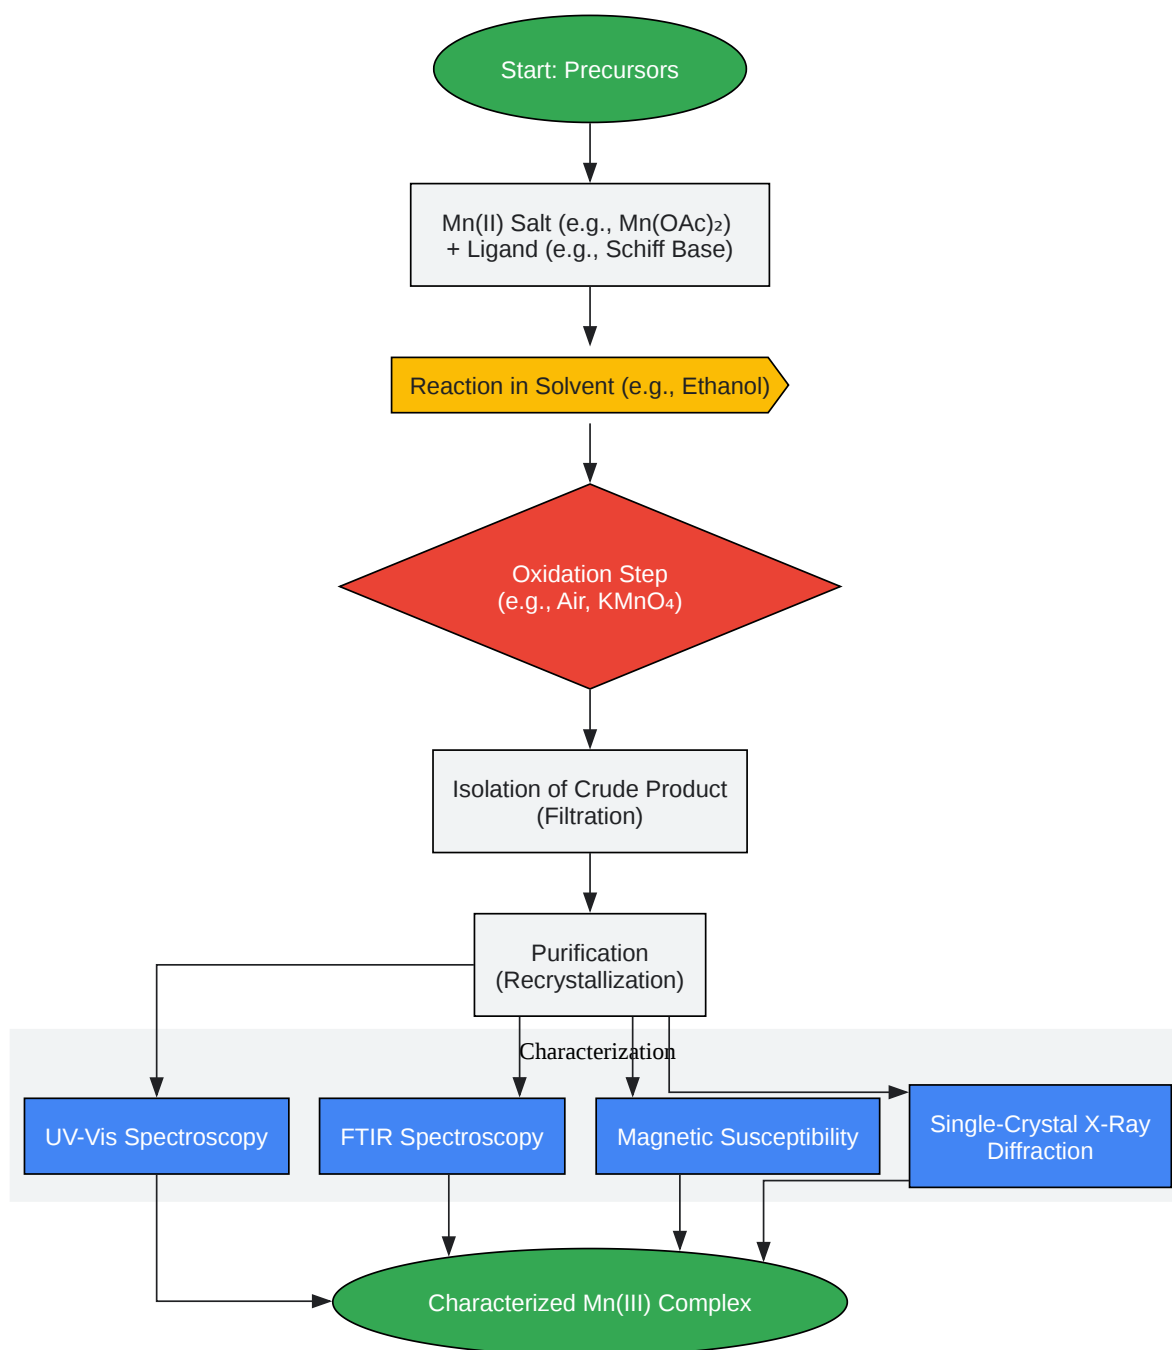 Start: Precursors
Mn(II) Salt (e.g., Mn(OAc)₂)
+ Ligand (e.g., Schiff Base)
Reaction in Solvent (e.g., Ethanol)
Oxidation Step
(e.g., Air, KMnO₄)
Isolation of Crude Product
(Filtration)
Purification
(Recrystallization)
Characterization
UV-Vis Spectroscopy
FTIR Spectroscopy
Magnetic Susceptibility
Single-Crystal X-Ray
Diffraction
Characterized Mn(III) Complex